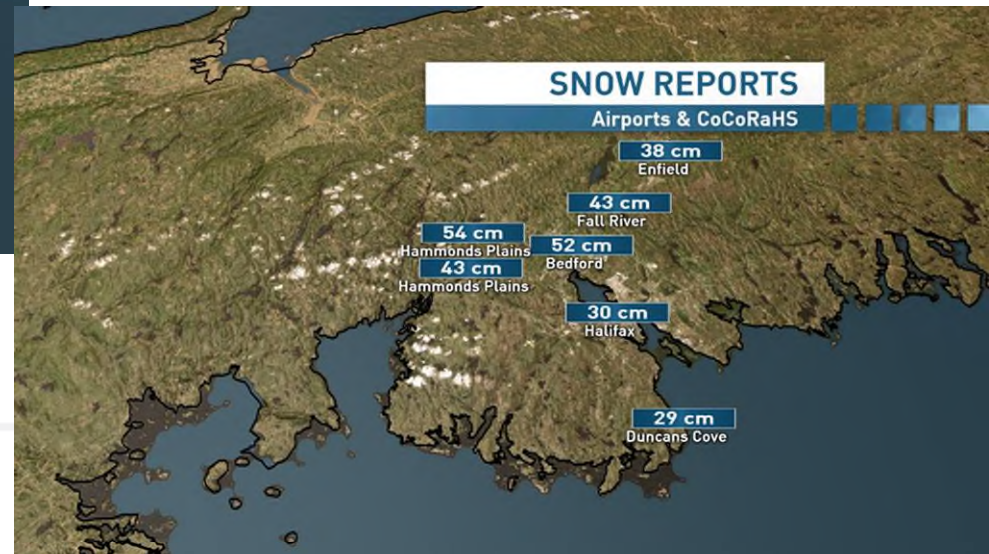 SNOW REPORTS
Airports & CoCoRaHS
38 cm
Enfield
43 cm
Fall River
54 cm
Hammonds Plains
52 cm
Bedford
43 cm
Hammonds Plains
30 cm
Halifax
29 cm
Duncans Cove